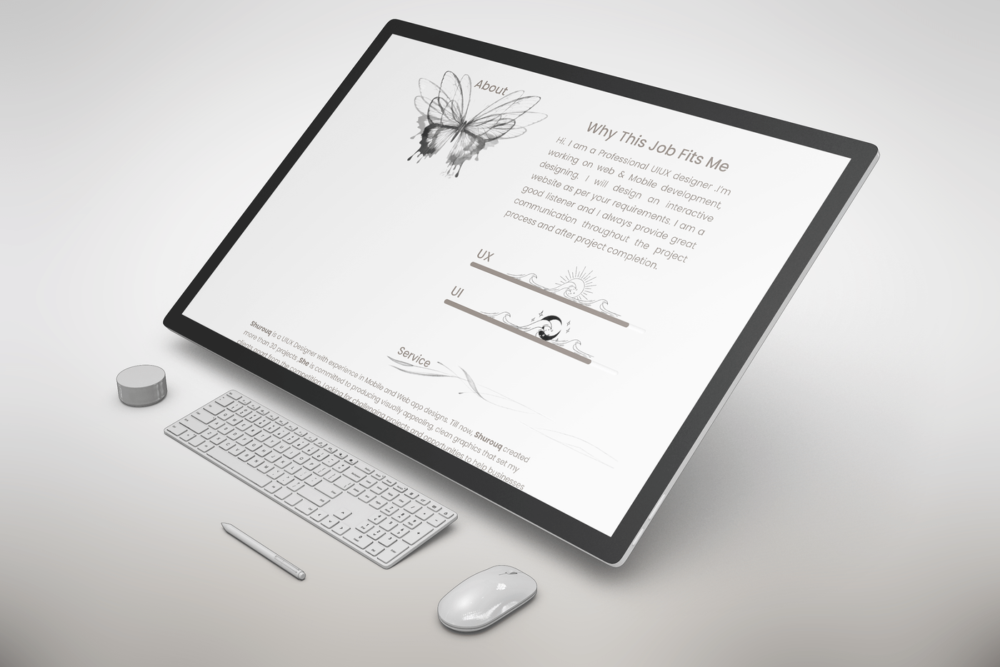 About
Why This Job Fits Me
Hi. I am a Professional UIUX designer .I'm
working on web & Mobile development,
designing. I will design an interactive
website as per your requirements. I am a
good listener and I always provide great
communication throughout the project
process and after project completion.
UX
UI
Service
Shurouq is a UIUX Designer with experience in Mobile and Web app designs. Till now, Shurouq created
more than 30 projects .She is committed to producing visually appealing, clean graphics that set my
clients apart from the competition. Looking for challenging projects and opportunities to help businesses